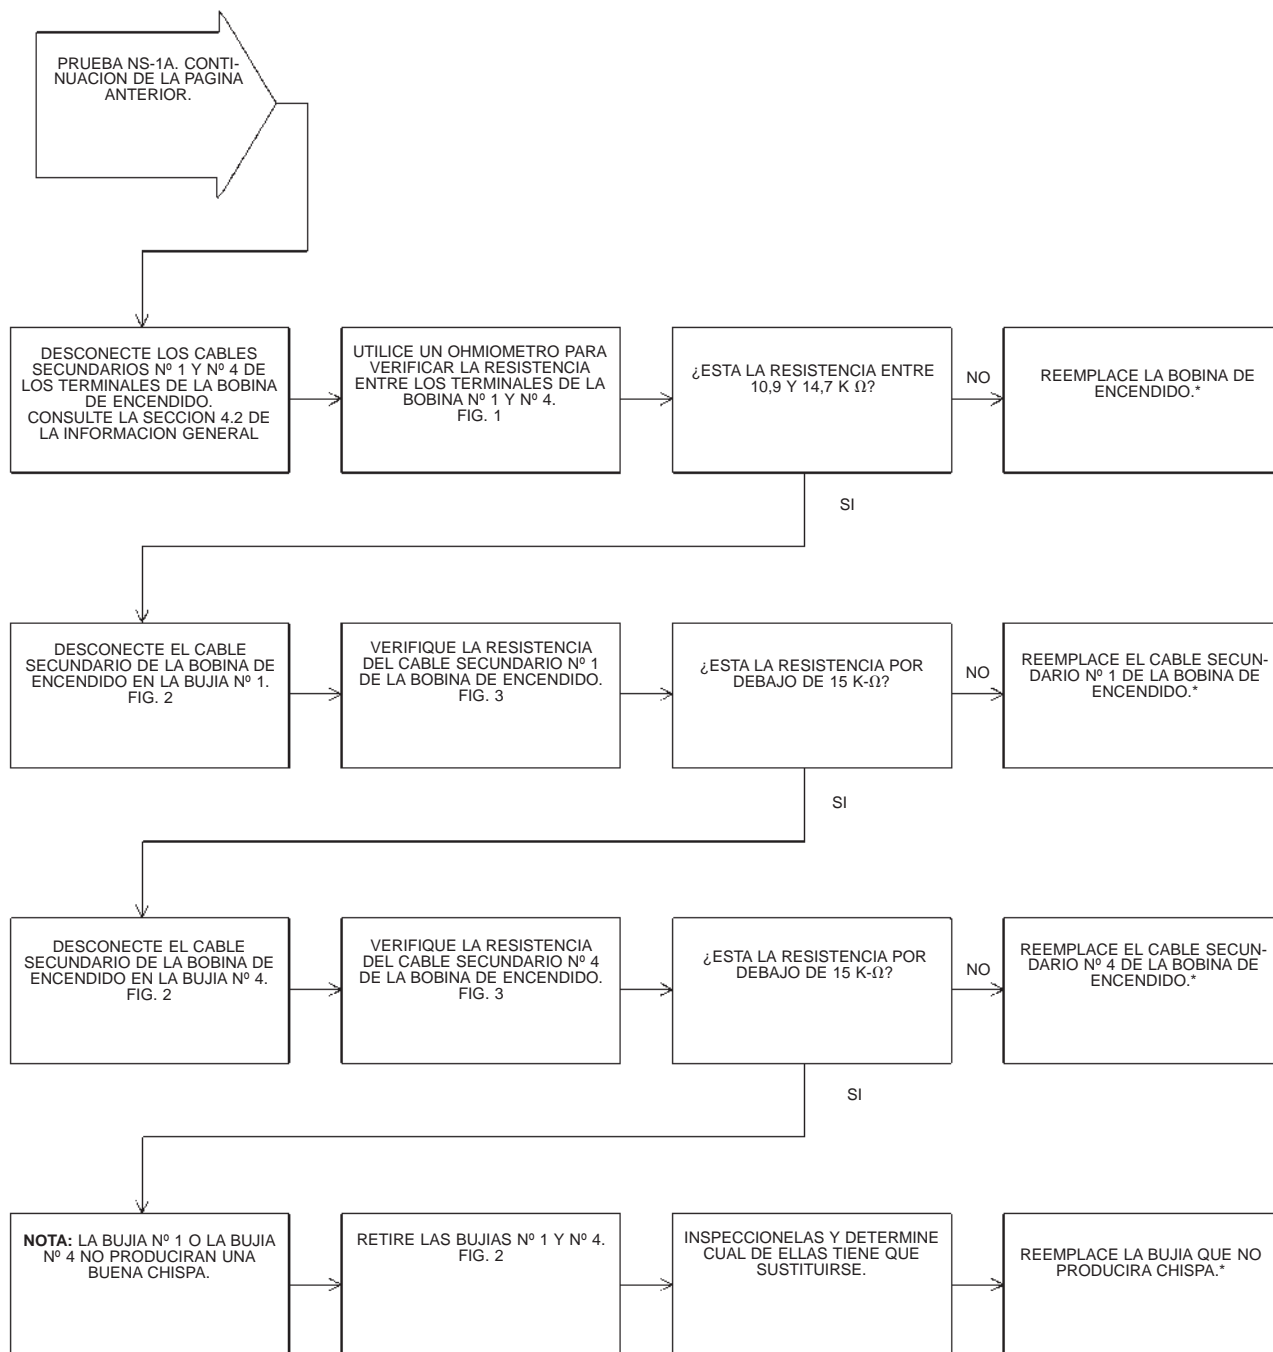 PRUEBA NS-1A. CONTI-
NUACION DE LA PAGINA
ANTERIOR.
DESCONECTE LOS CABLES
SECUNDARIOS Nº 1 Y Nº 4 DE
LOS TERMINALES DE LA BOBINA
DE ENCENDIDO.
CONSULTE LA SECCION 4.2 DE
LA INFORMACION GENERAL
UTILICE UN OHMIOMETRO PARA
VERIFICAR LA RESISTENCIA
ENTRE LOS TERMINALES DE LA
BOBINA Nº 1 Y Nº 4.
FIG. 1
¿ESTA LA RESISTENCIA ENTRE
10,9 Y 14,7 K Ω?
NO
REEMPLACE LA BOBINA DE
ENCENDIDO.*
SI
DESCONECTE EL CABLE
SECUNDARIO DE LA BOBINA DE
ENCENDIDO EN LA BUJIA Nº 1.
FIG. 2
VERIFIQUE LA RESISTENCIA
DEL CABLE SECUNDARIO Nº 1
DE LA BOBINA DE ENCENDIDO.
FIG. 3
¿ESTA LA RESISTENCIA POR
DEBAJO DE 15 K-Ω?
NO
REEMPLACE EL CABLE SECUN-
DARIO Nº 1 DE LA BOBINA DE
ENCENDIDO.*
SI
DESCONECTE EL CABLE
SECUNDARIO DE LA BOBINA DE
ENCENDIDO EN LA BUJIA Nº 4.
FIG. 2
VERIFIQUE LA RESISTENCIA
DEL CABLE SECUNDARIO Nº 4
DE LA BOBINA DE ENCENDIDO.
FIG. 3
¿ESTA LA RESISTENCIA POR
DEBAJO DE 15 K-Ω?
NO
REEMPLACE EL CABLE SECUN-
DARIO Nº 4 DE LA BOBINA DE
ENCENDIDO.*
SI
NOTA: LA BUJIA Nº 1 O LA BUJIA
Nº 4 NO PRODUCIRAN UNA
BUENA CHISPA.
RETIRE LAS BUJIAS Nº 1 Y Nº 4.
FIG. 2
INSPECCIONELAS Y DETERMINE
CUAL DE ELLAS TIENE QUE
SUSTITUIRSE.
REEMPLACE LA BUJIA QUE NO
PRODUCIRA CHISPA.*